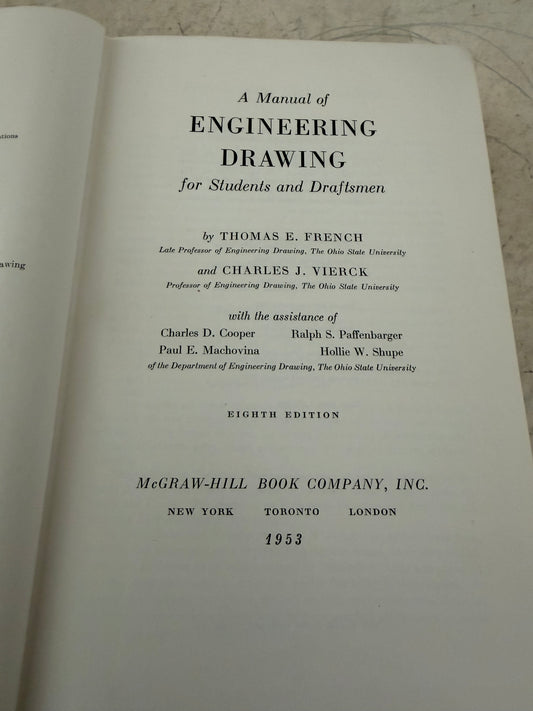 ations
awing
A Manual of
ENGINEERING
DRAWING
for Students and Draftsmen
by THOMAS E. FRENCH
Late Professor of Engineering Drawing, The Ohio State University
and CHARLES J. VIERCK
Professor of Engineering Drawing, The Ohio State University
with the assistance of
Charles D. Cooper Ralph S. Paffenbarger
Paul E. Machovina Hollie W. Shupe
of the Department of Engineering Drawing, The Ohio State University
EIGHTH EDITION
McGRAW-HILL BOOK COMPANY, INC.
NEW YORK TORONTO LONDON
1953